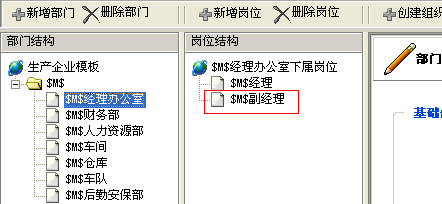 新增部门 删除部门 新增岗位 删除岗位 创建组织
部门结构
生产企业模板
$M$
$M$经理办公室
$M$财务部
$M$人力资源部
$M$车间
$M$仓库
$M$车队
$M$后勤安保部
岗位结构
$M$经理办公室下属岗位
$M$经理
$M$副经理
部门
基础